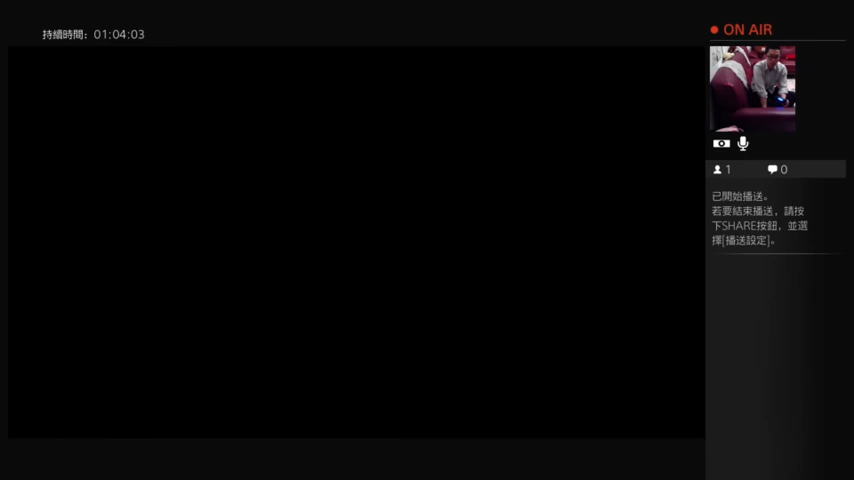 持續時間: 01:04:03
ON AIR
1 0
已開始播送。
若要結束播送，請按
下SHARE按鈕，並選
擇[播送設定]。